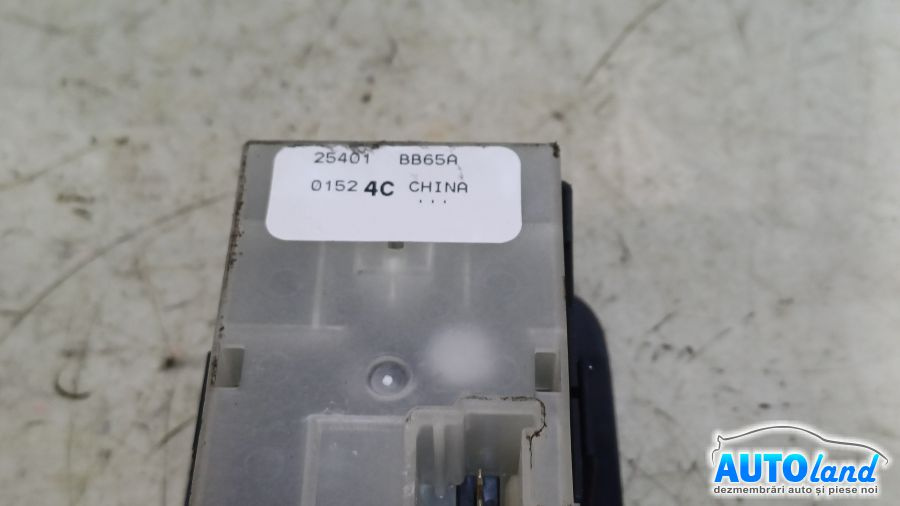 25401 BB65A
0152 4C CHINA
AUTOland
dezmembrări auto și piese noi